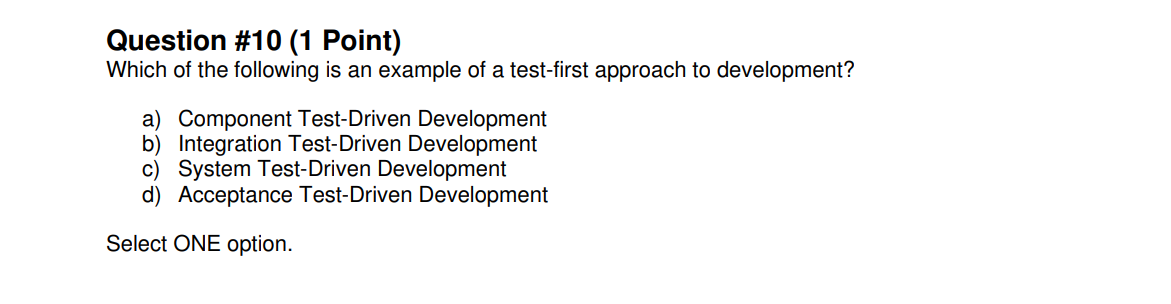 Question #10 (1 Point)
Which of the following is an example of a test-first approach to development?
a) Component Test-Driven Development
b) Integration Test-Driven Development
c) System Test-Driven Development
d) Acceptance Test-Driven Development
Select ONE option.